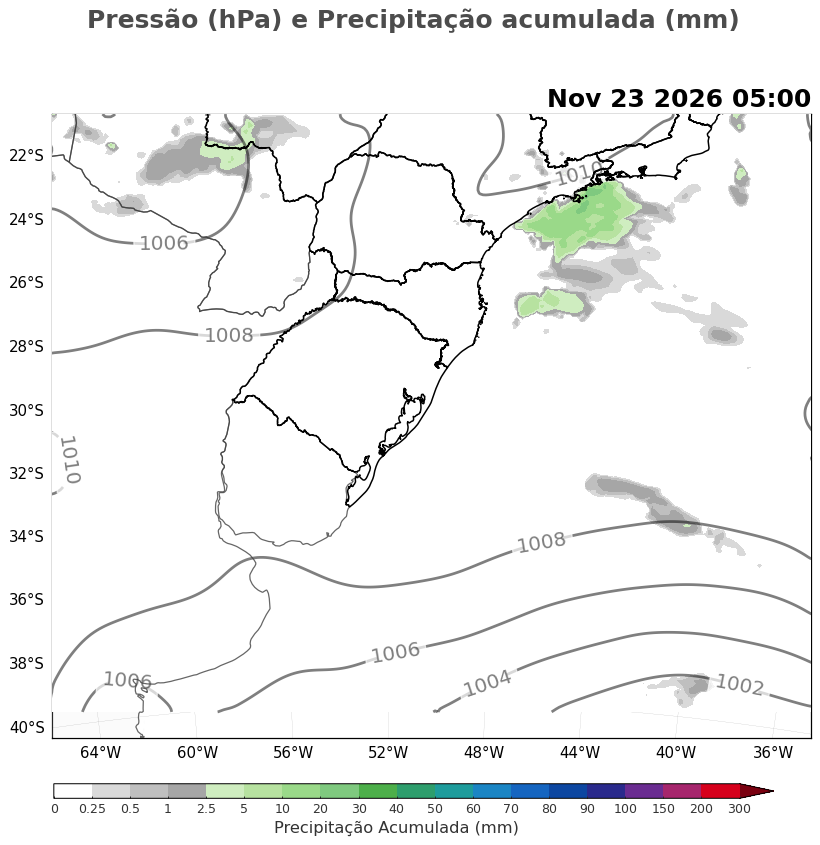 Pressão (hPa) e Precipitação acumulada (mm)
Nov 23 2026 05:00
22°S
24°S
26°S
28°S
30°S
32°S
34°S
36°S
38°S
40°S
1010
1006
1008
1010
1008
1006
1006
1004
1002
64°W 60°W 56°W 52°W 48°W 44°W 40°W 36°W
0 0.25 0.5 1 2.5 5 10 20 30 40 50 60 70 80 90 100 150 200 300
Precipitação Acumulada (mm)